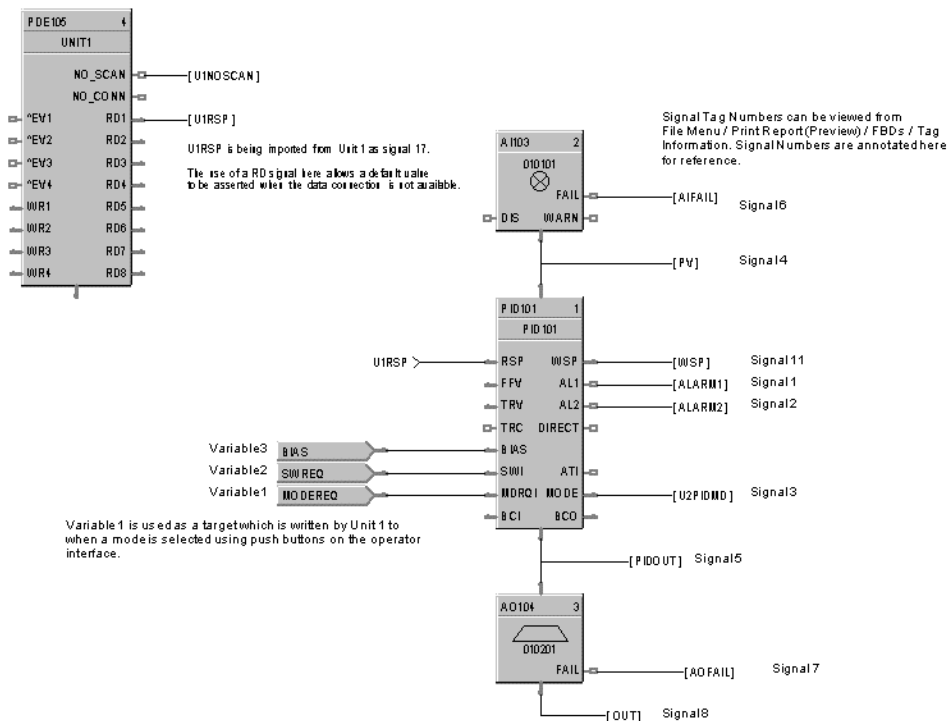 PDE105 4
UNIT1
NO_SCAN [U1NOSCAN]
NO_CONN
^EV1 RD1 [U1RSP]
^EV2 RD2
^EV3 RD3
^EV4 RD4
WR1 RD5
WR2 RD6
WR3 RD7
WR4 RD8
U1RSP is being imported from Unit 1 as signal 17.
The use of a RD signal here allows a default value
to be asserted when the data connection is not available.
Signal Tag Numbers can be viewed from
File Menu / Print Report(Preview) / FBDs / Tag
Information. Signal Numbers are annotated here
for reference.
AI103 2
010101
FAIL [AIFAIL] Signal6
DIS WARN
[PV] Signal4
PID101 1
PID101
U1RSP RSP WSP [WSP] Signal11
FFV AL1 [ALARM1] Signal1
TRV AL2 [ALARM2] Signal2
TRC DIRECT
Variable3 BIAS BIAS
Variable2 SWREQ SWI ATI
Variable1 MODEREQ MDRQI MODE [U2PIDMD] Signal3
BCI BCO
Variable1 is used as a target which is written by Unit 1 to
when a mode is selected using push buttons on the operator
interface.
[PIDOUT] Signal5
AO104 3
010201
FAIL [AOFAIL] Signal7
[OUT] Signal8